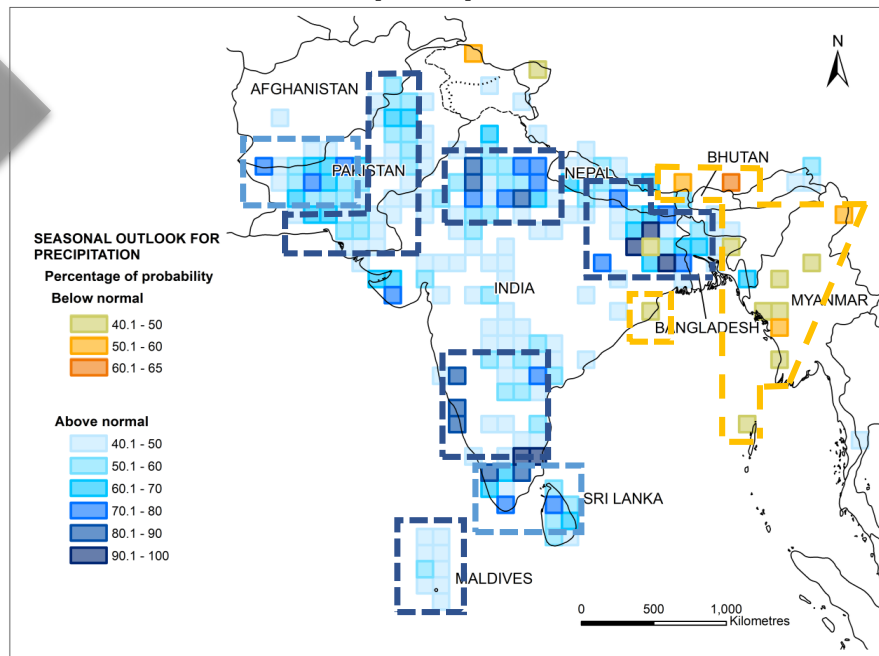 N
AFGHANISTAN
PAKISTAN
NEPAL
BHUTAN
INDIA
BANGLADESH
MYANMAR
SRI LANKA
MALDIVES
SEASONAL OUTLOOK FOR
PRECIPITATION
Percentage of probability
Below normal
40.1 - 50
50.1 - 60
60.1 - 65
Above normal
40.1 - 50
50.1 - 60
60.1 - 70
70.1 - 80
80.1 - 90
90.1 - 100
0 500 1,000
Kilometres